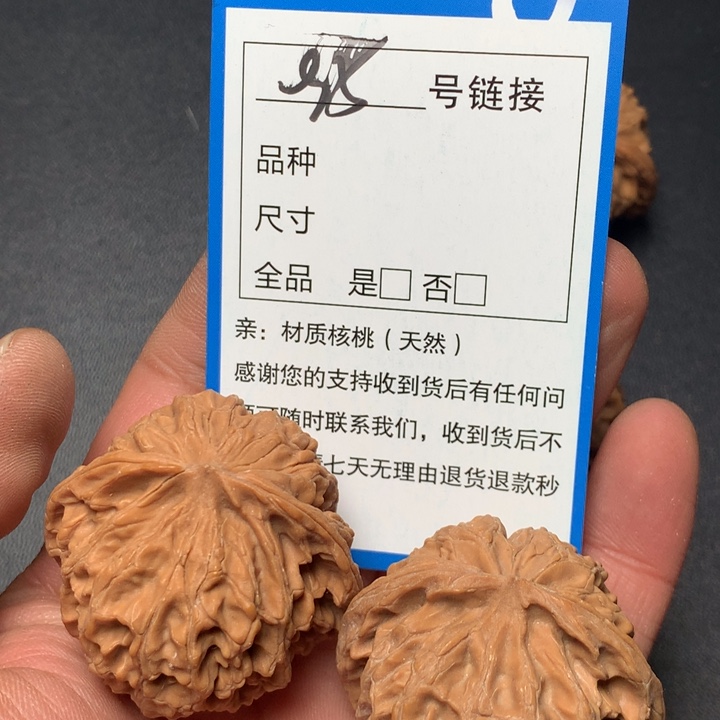 号链接
品种
尺寸
全品 是□ 否□
亲：材质核桃（天然）
感谢您的支持收到货后有任何问
可随时联系我们，收到货后不
七天无理由退货退款秒